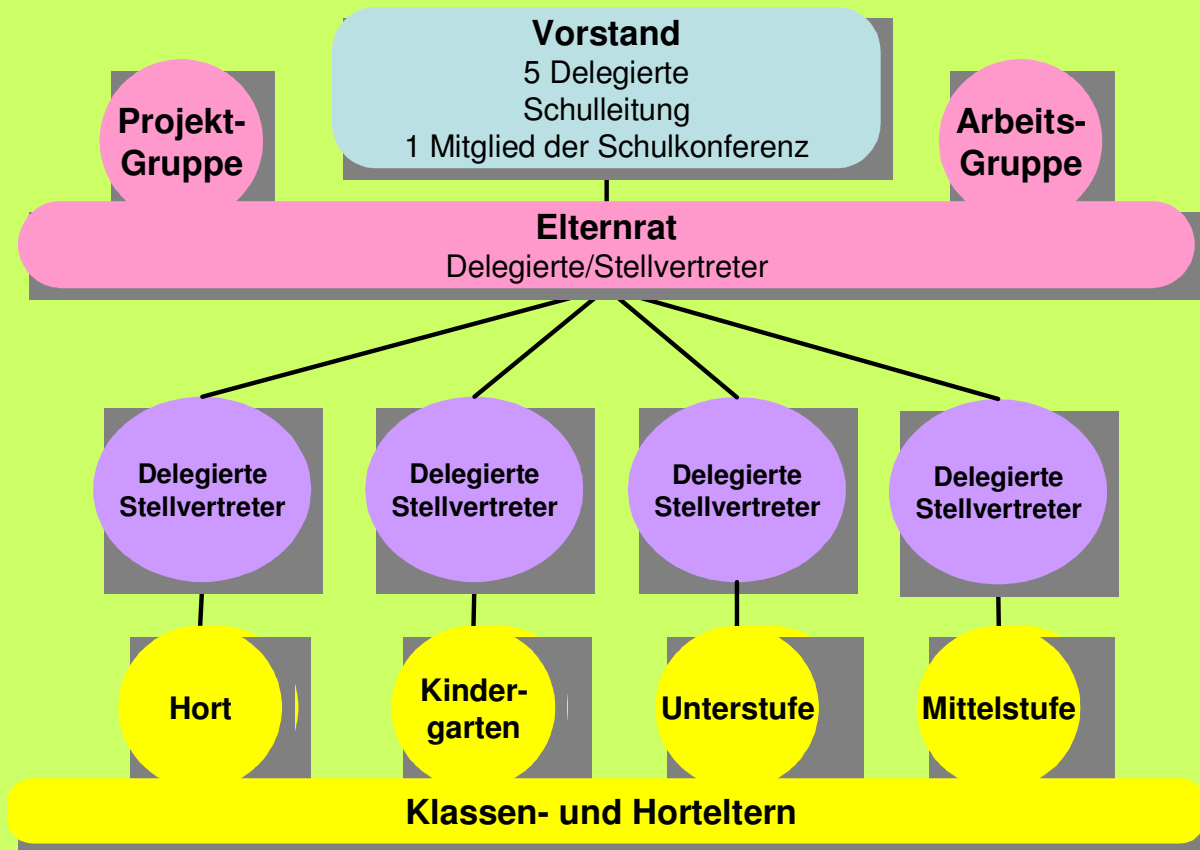 Vorstand
5 Delegierte
Schulleitung
1 Mitglied der Schulkonferenz
Projekt-
Gruppe
Arbeits-
Gruppe
Elternrat
Delegierte/Stellvertreter
Delegierte
Stellvertreter
Delegierte
Stellvertreter
Delegierte
Stellvertreter
Delegierte
Stellvertreter
Hort
Kinder-
garten
Unterstufe
Mittelstufe
Klassen- und Horteltern